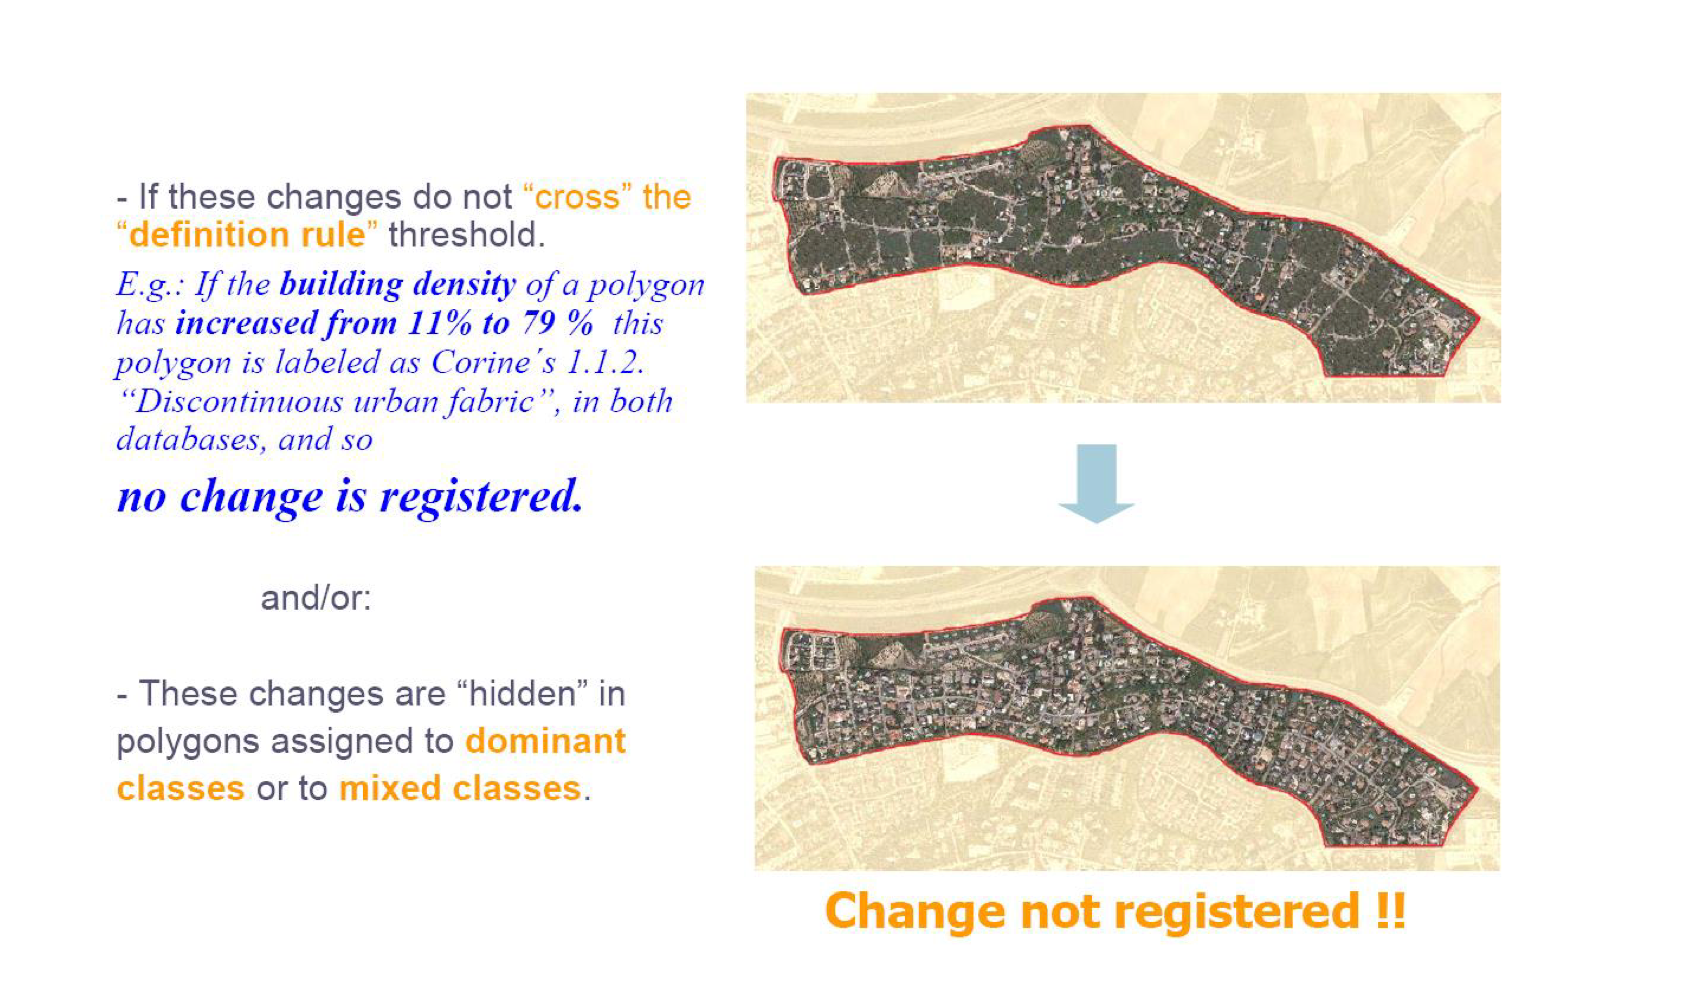 - If these changes do not “cross” the
“definition rule” threshold.
E.g.: If the building density of a polygon
has increased from 11% to 79 % this
polygon is labeled as Corine´s 1.1.2.
“Discontinuous urban fabric”, in both
databases, and so
no change is registered.
and/or:
- These changes are “hidden” in
polygons assigned to dominant
classes or to mixed classes.
Change not registered !!